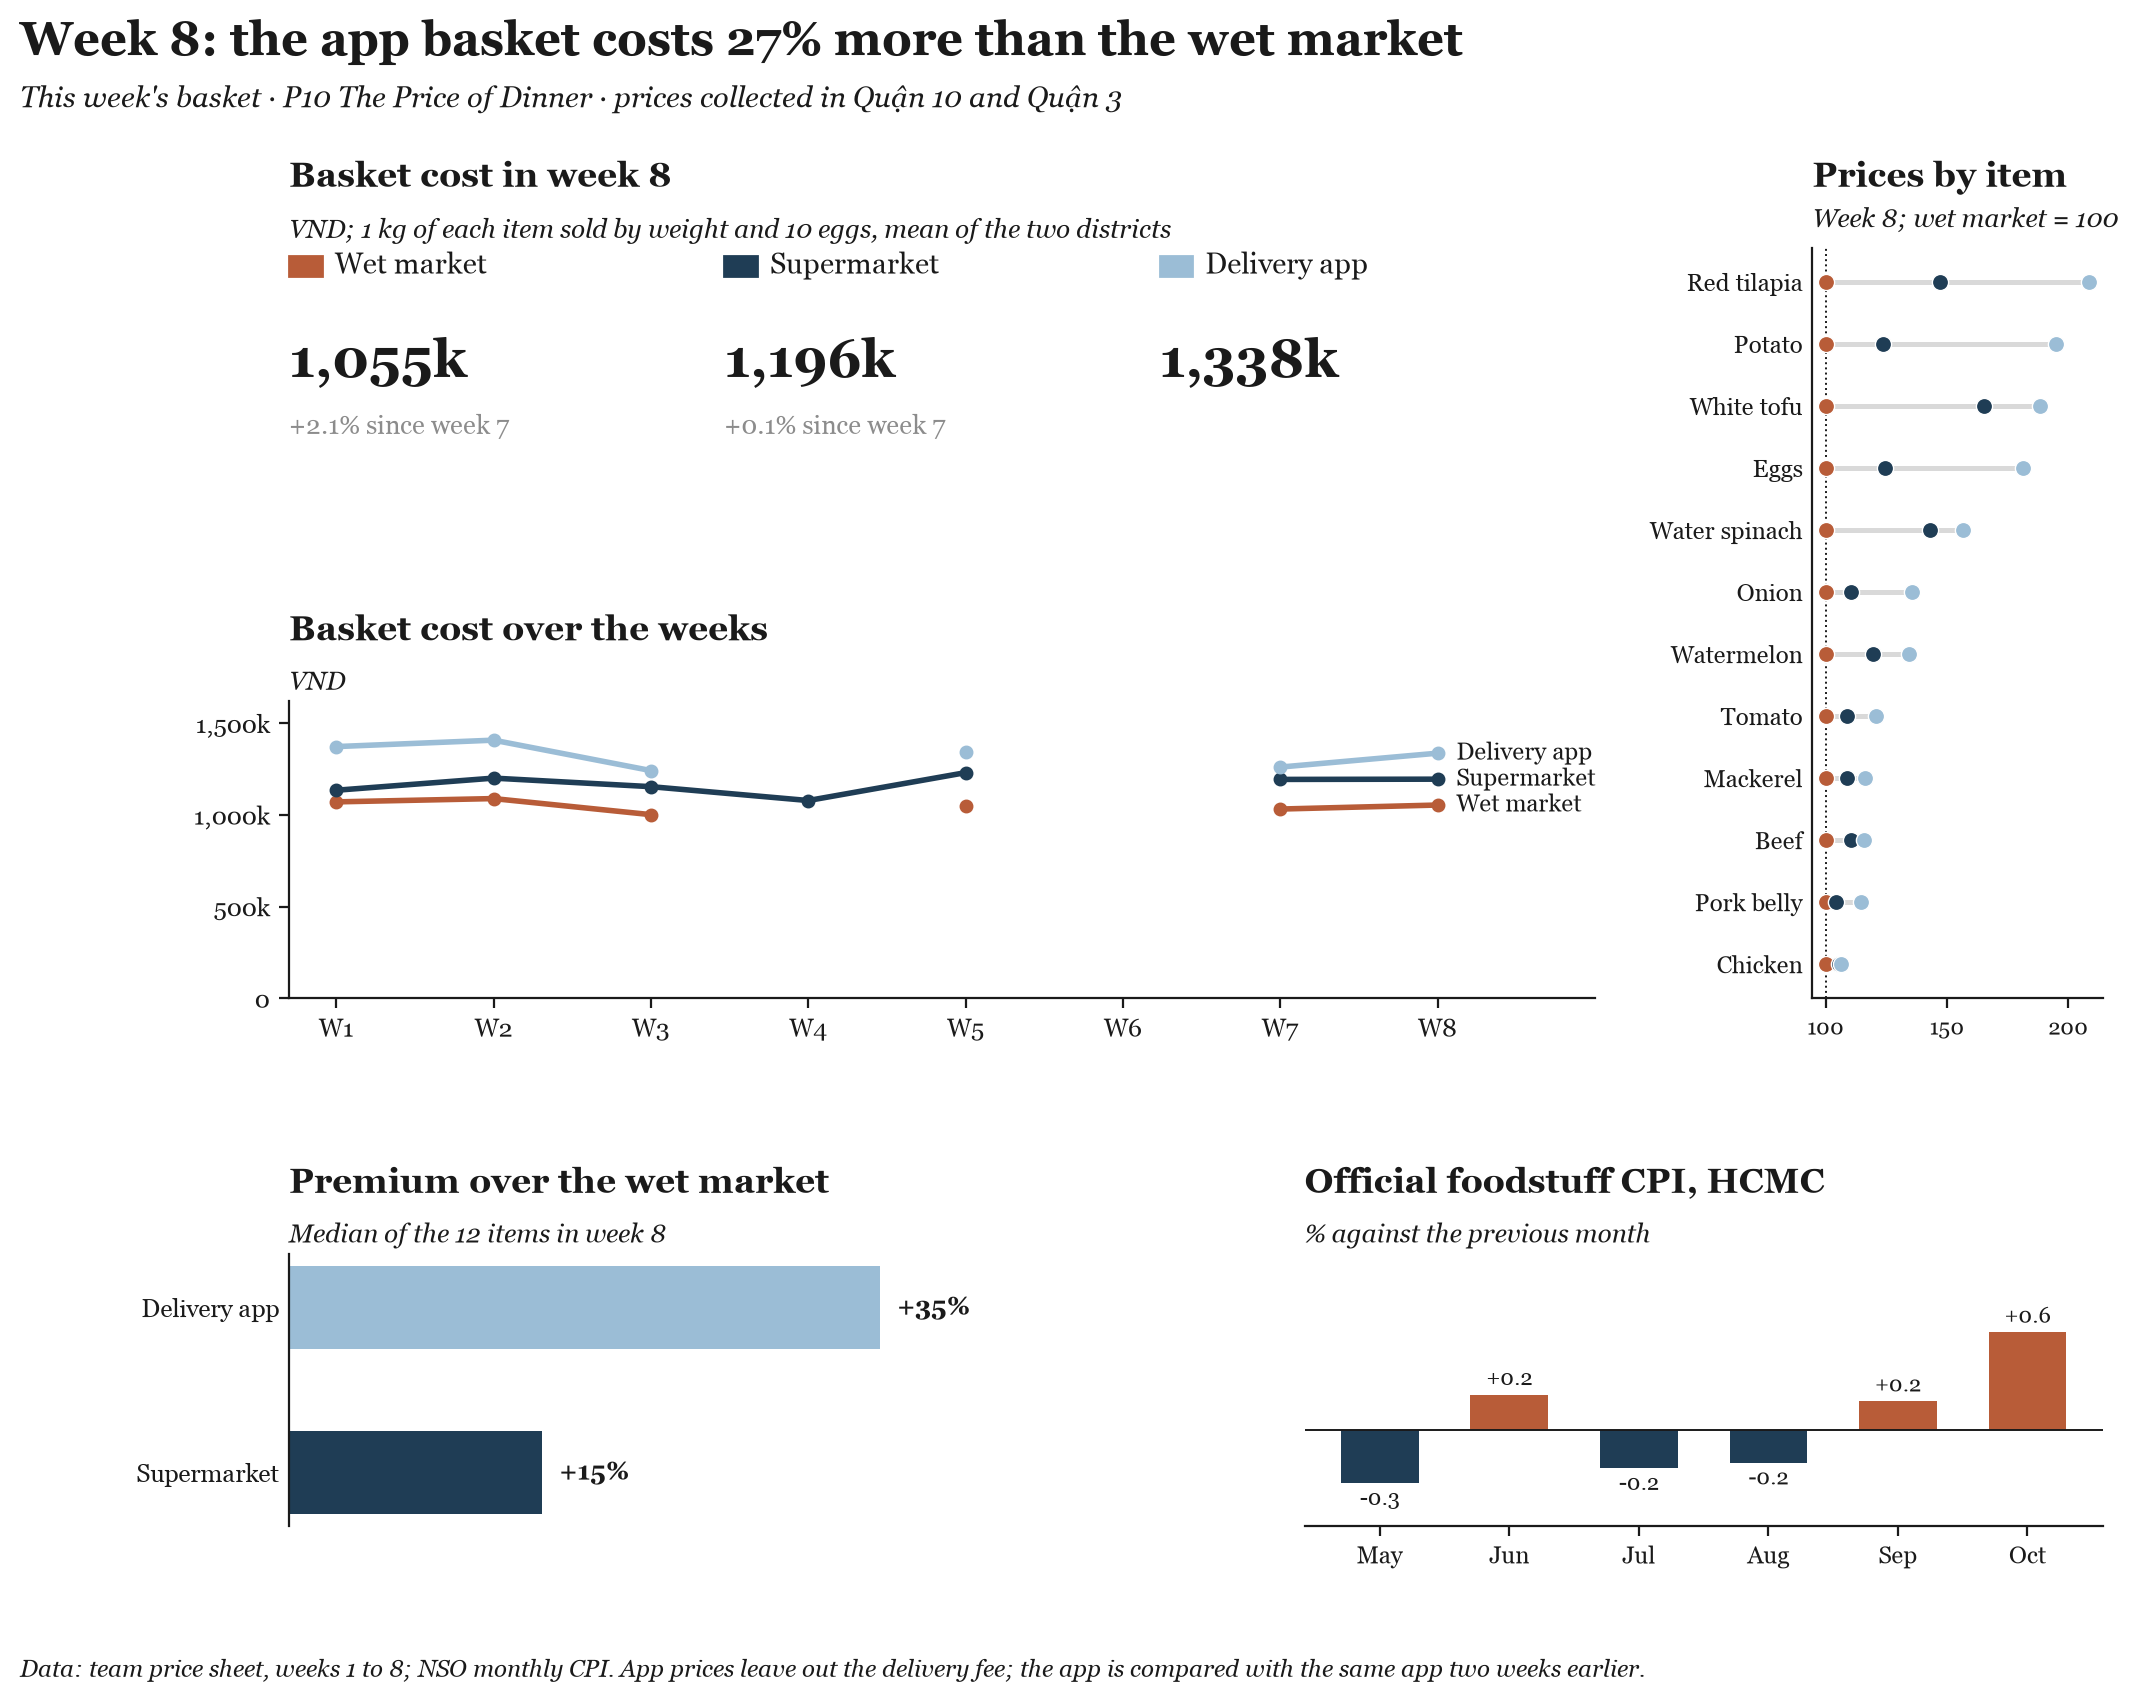 Week 8: the app basket costs 27% more than the wet market
This week's basket · P10 The Price of Dinner · prices collected in Quận 10 and Quận 3
Basket cost in week 8
VND; 1 kg of each item sold by weight and 10 eggs, mean of the two districts
Wet market
Supermarket
Delivery app
1,055k
1,196k
1,338k
+2.1% since week 7
+0.1% since week 7
Prices by item
Week 8; wet market = 100
Red tilapia
Potato
White tofu
Eggs
Water spinach
Onion
Watermelon
Tomato
Mackerel
Beef
Pork belly
Chicken
100
150
200
Basket cost over the weeks
VND
1,500k
1,000k
500k
0
Delivery app
Supermarket
Wet market
W1
W2
W3
W4
W5
W6
W7
W8
Premium over the wet market
Median of the 12 items in week 8
Delivery app
+35%
Supermarket
+15%
Official foodstuff CPI, HCMC
% against the previous month
-0.3
+0.2
-0.2
-0.2
+0.2
+0.6
May
Jun
Jul
Aug
Sep
Oct
Data: team price sheet, weeks 1 to 8; NSO monthly CPI. App prices leave out the delivery fee; the app is compared with the same app two weeks earlier.